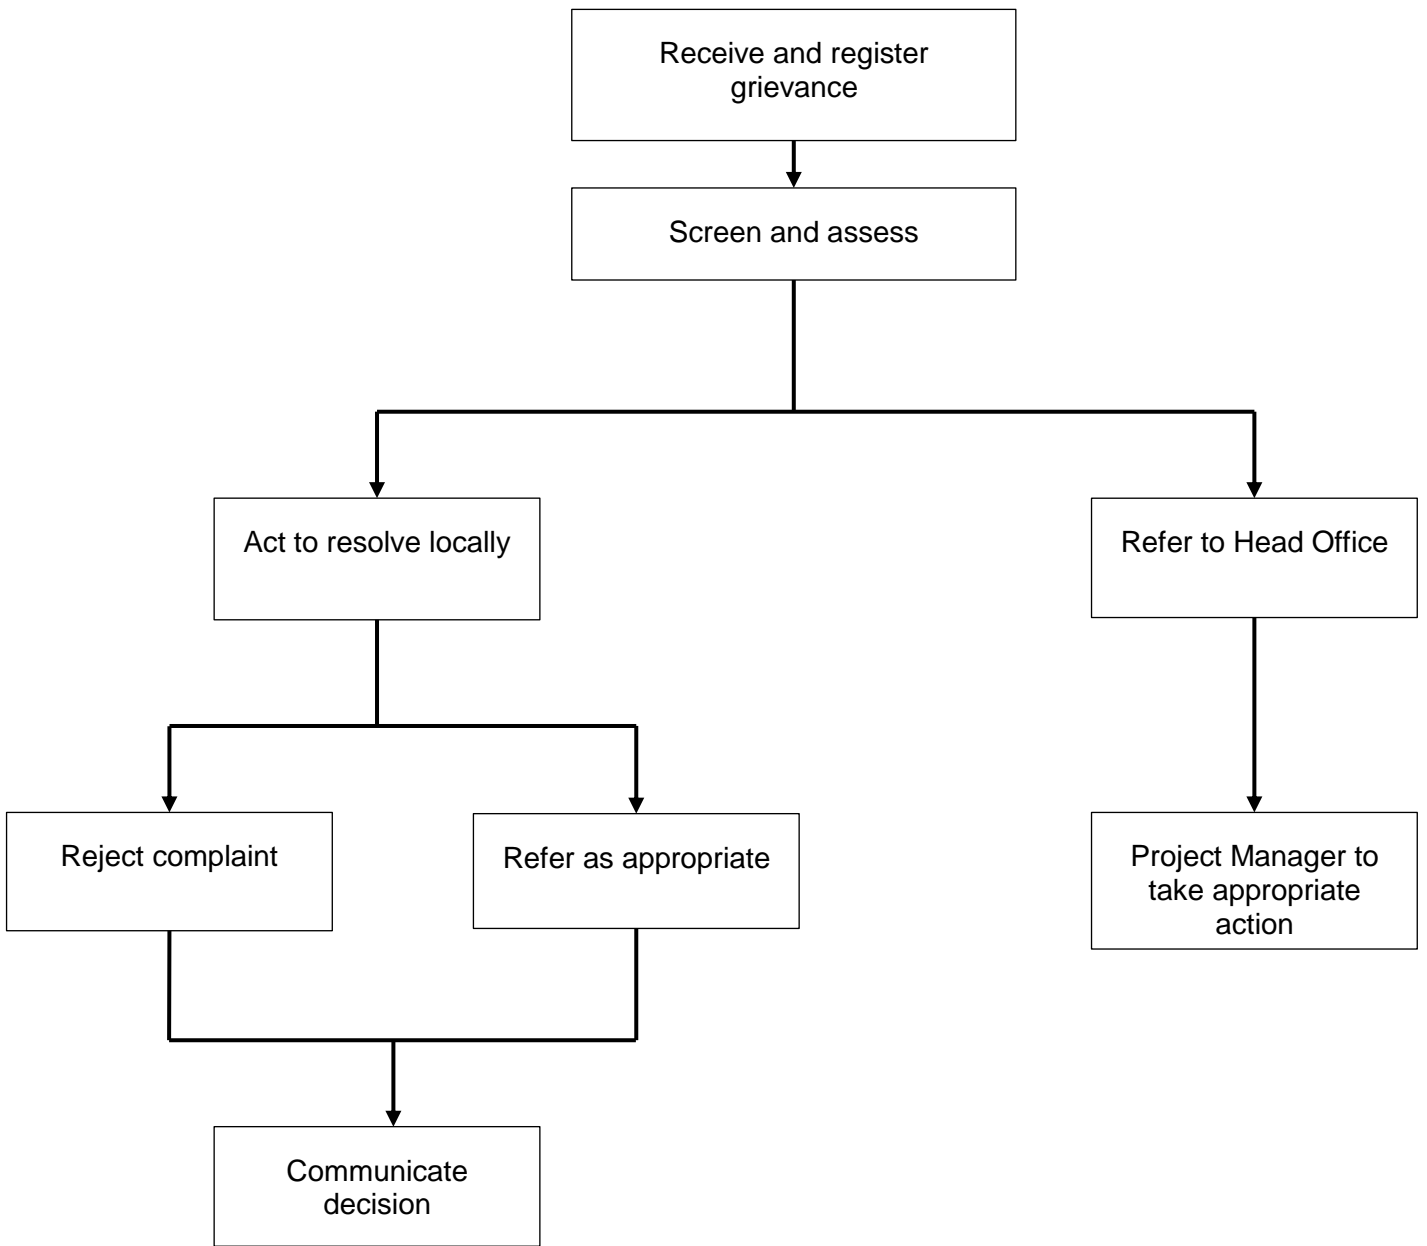 Receive and register
grievance
Screen and assess
Act to resolve locally
Refer to Head Office
Reject complaint
Refer as appropriate
Project Manager to
take appropriate
action
Communicate
decision